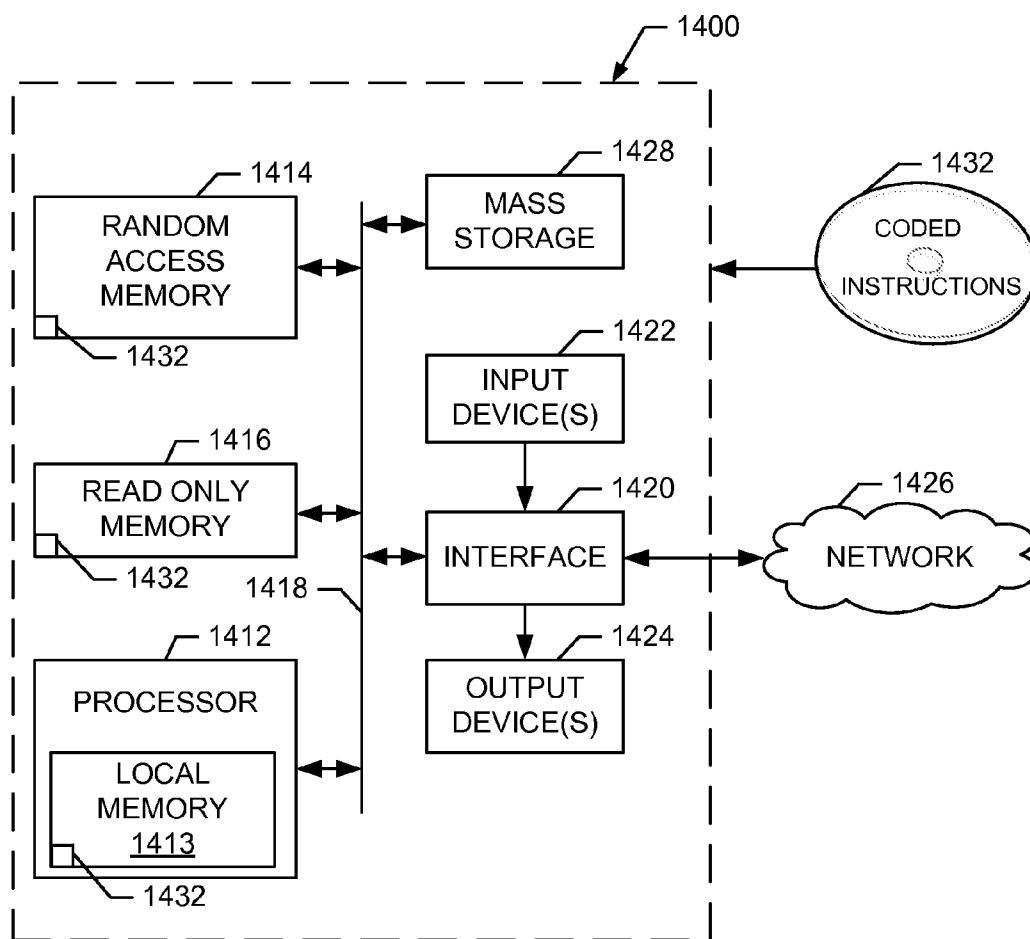 1400
1414
RANDOM
ACCESS
MEMORY
1432
1428
MASS
STORAGE
1432
CODED
INSTRUCTIONS
1422
INPUT
DEVICE(S)
1416
READ ONLY
MEMORY
1432
1420
INTERFACE
1426
NETWORK
1418
1412
PROCESSOR
LOCAL
MEMORY
1413
1432
1424
OUTPUT
DEVICE(S)